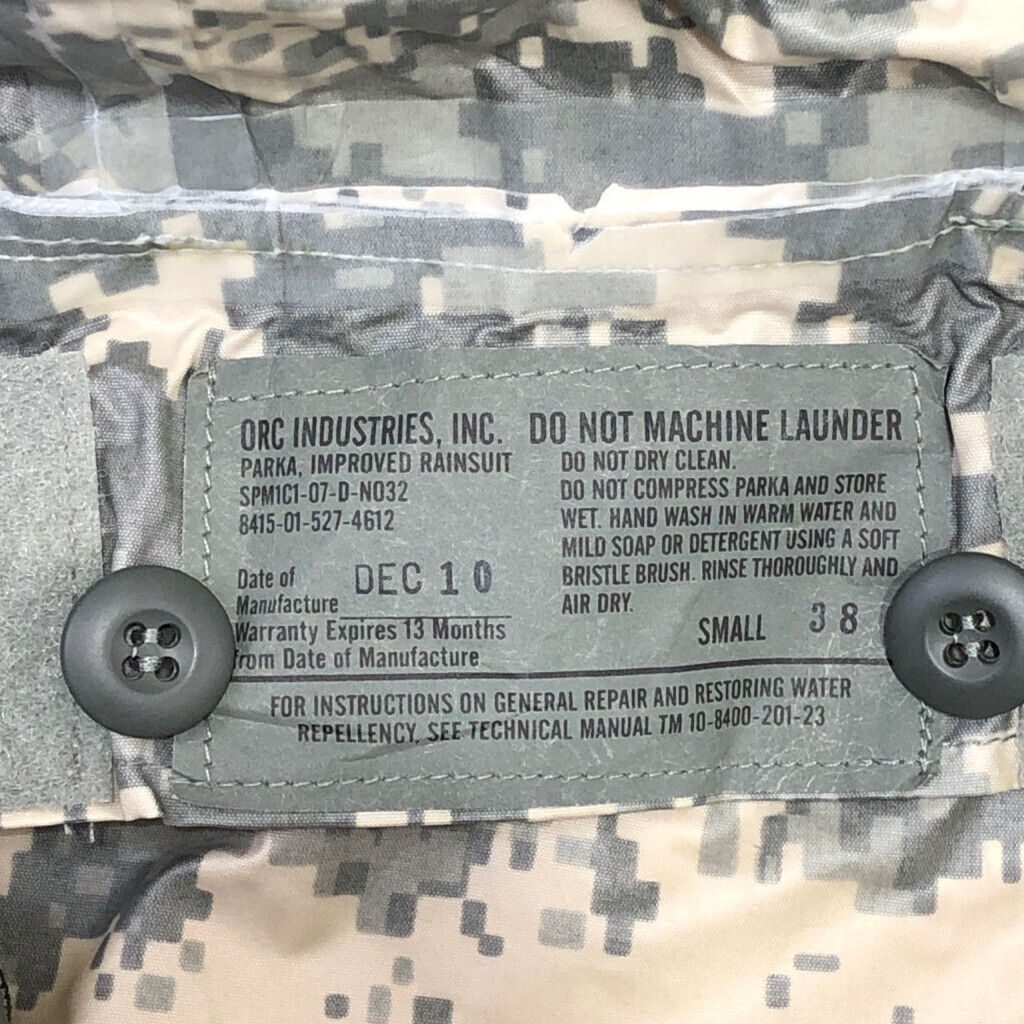 ORC INDUSTRIES, INC.
PARKA, IMPROVED RAINSUIT
SPM1C1-07-D-N032
8415-01-527-4612
Date of
Manufacture DEC 10
Warranty Expires 13 Months
from Date of Manufacture
DO NOT MACHINE LAUNDER
DO NOT DRY CLEAN.
DO NOT COMPRESS PARKA AND STORE
WET. HAND WASH IN WARM WATER AND
MILD SOAP OR DETERGENT USING A SOFT
BRISTLE BRUSH. RINSE THOROUGHLY AND
AIR DRY.
SMALL 38
FOR INSTRUCTIONS ON GENERAL REPAIR AND RESTORING WATER
REPELLENCY, SEE TECHNICAL MANUAL TM 10-8400-201-23